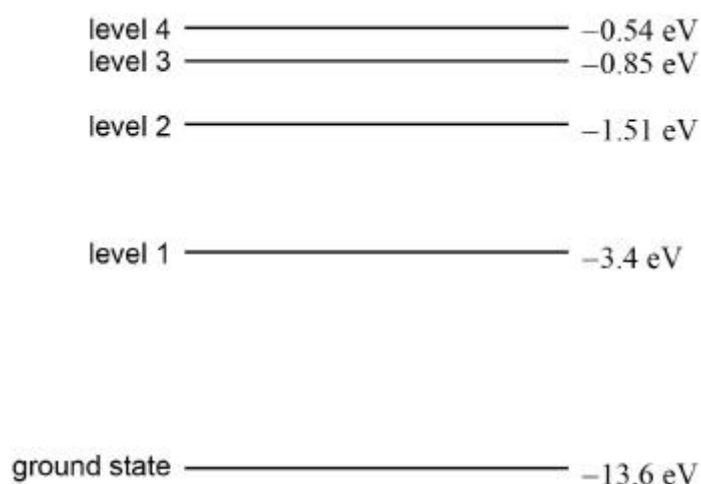 level 4 −0.54 eV
level 3 −0.85 eV
level 2 −1.51 eV
level 1 −3.4 eV
ground state −13.6 eV